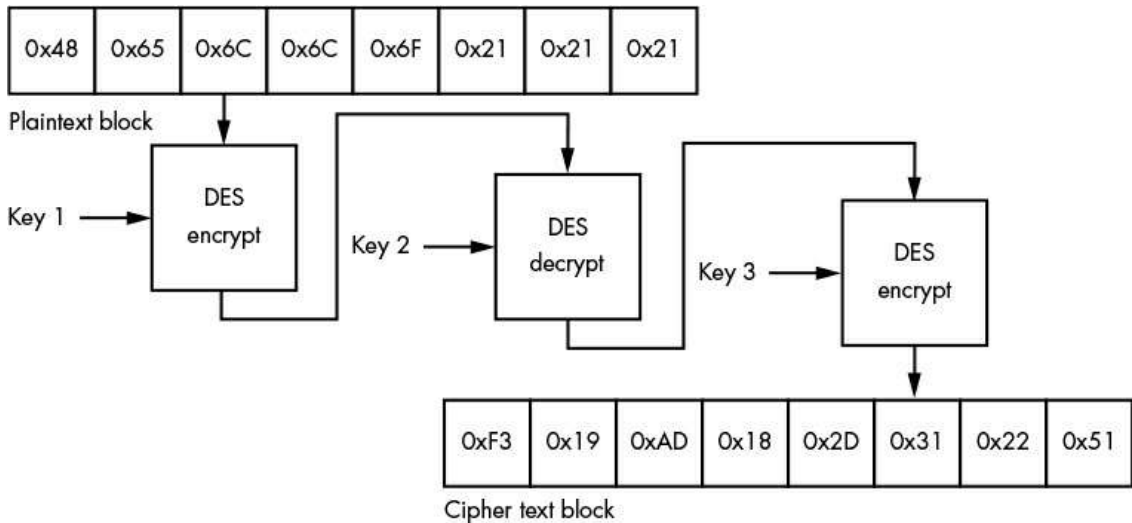 0x48 0x65 0x6C 0x6C 0x6F 0x21 0x21 0x21
Plaintext block
Key 1
DES
encrypt
Key 2
DES
decrypt
Key 3
DES
encrypt
0xF3 0x19 0xAD 0x18 0x2D 0x31 0x22 0x51
Cipher text block